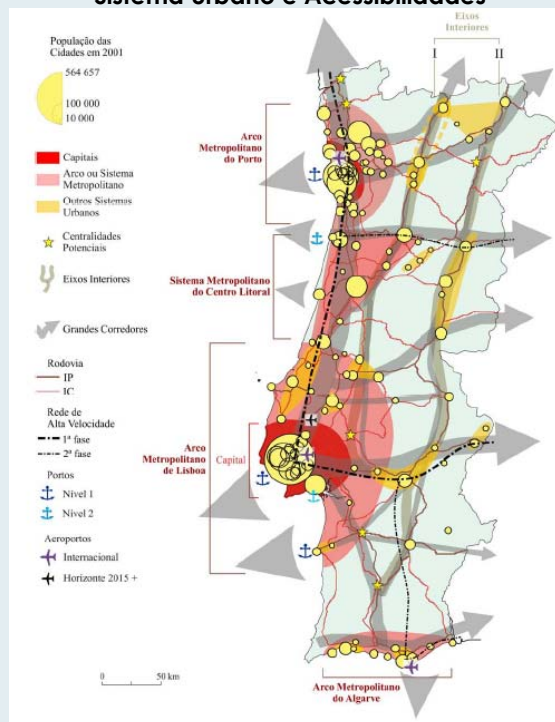 Sistema Urbano e Acessibilidades
População das
Cidades em 2001
564 657
100 000
10 000
Capitais
Arco ou Sistema
Metropolitano
Outros Sistemas
Urbanos
Centralidades
Potenciais
Eixos Interiores
Grandes Corredores
Rodovia
IP
IC
Rede de
Alta Velocidade
1ª fase
2ª fase
Portos
Nível 1
Nível 2
Aeroportos
Internacional
Horizonte 2015 +
0 50 km
Eixos
Interiores
I II
Arco
Metropolitano
do Porto
Sistema Metropolitano
do Centro Litoral
Arco
Metropolitano
de Lisboa
Capital
Arco Metropolitano
do Algarve